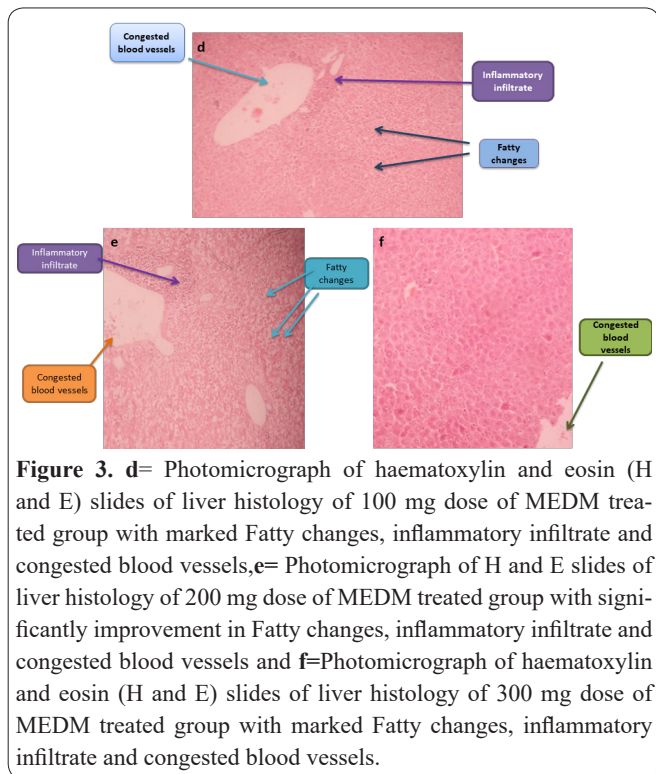 Congested
blood vessels
d
Inflammatory
infiltrate
Fatty
changes
e
Inflammatory
infiltrate
Fatty
changes
Congested
blood vessels
f
Congested
blood
vessels
Figure 3. d= Photomicrograph of haematoxylin and eosin (H
and E) slides of liver histology of 100 mg dose of MEDM trea-
ted group with marked Fatty changes, inflammatory infiltrate and
congested blood vessels,e= Photomicrograph of H and E slides of
liver histology of 200 mg dose of MEDM treated group with signi-
ficantly improvement in Fatty changes, inflammatory infiltrate and
congested blood vessels and f=Photomicrograph of haematoxylin
and eosin (H and E) slides of liver histology of 300 mg dose of
MEDM treated group with marked Fatty changes, inflammatory
infiltrate and congested blood vessels.